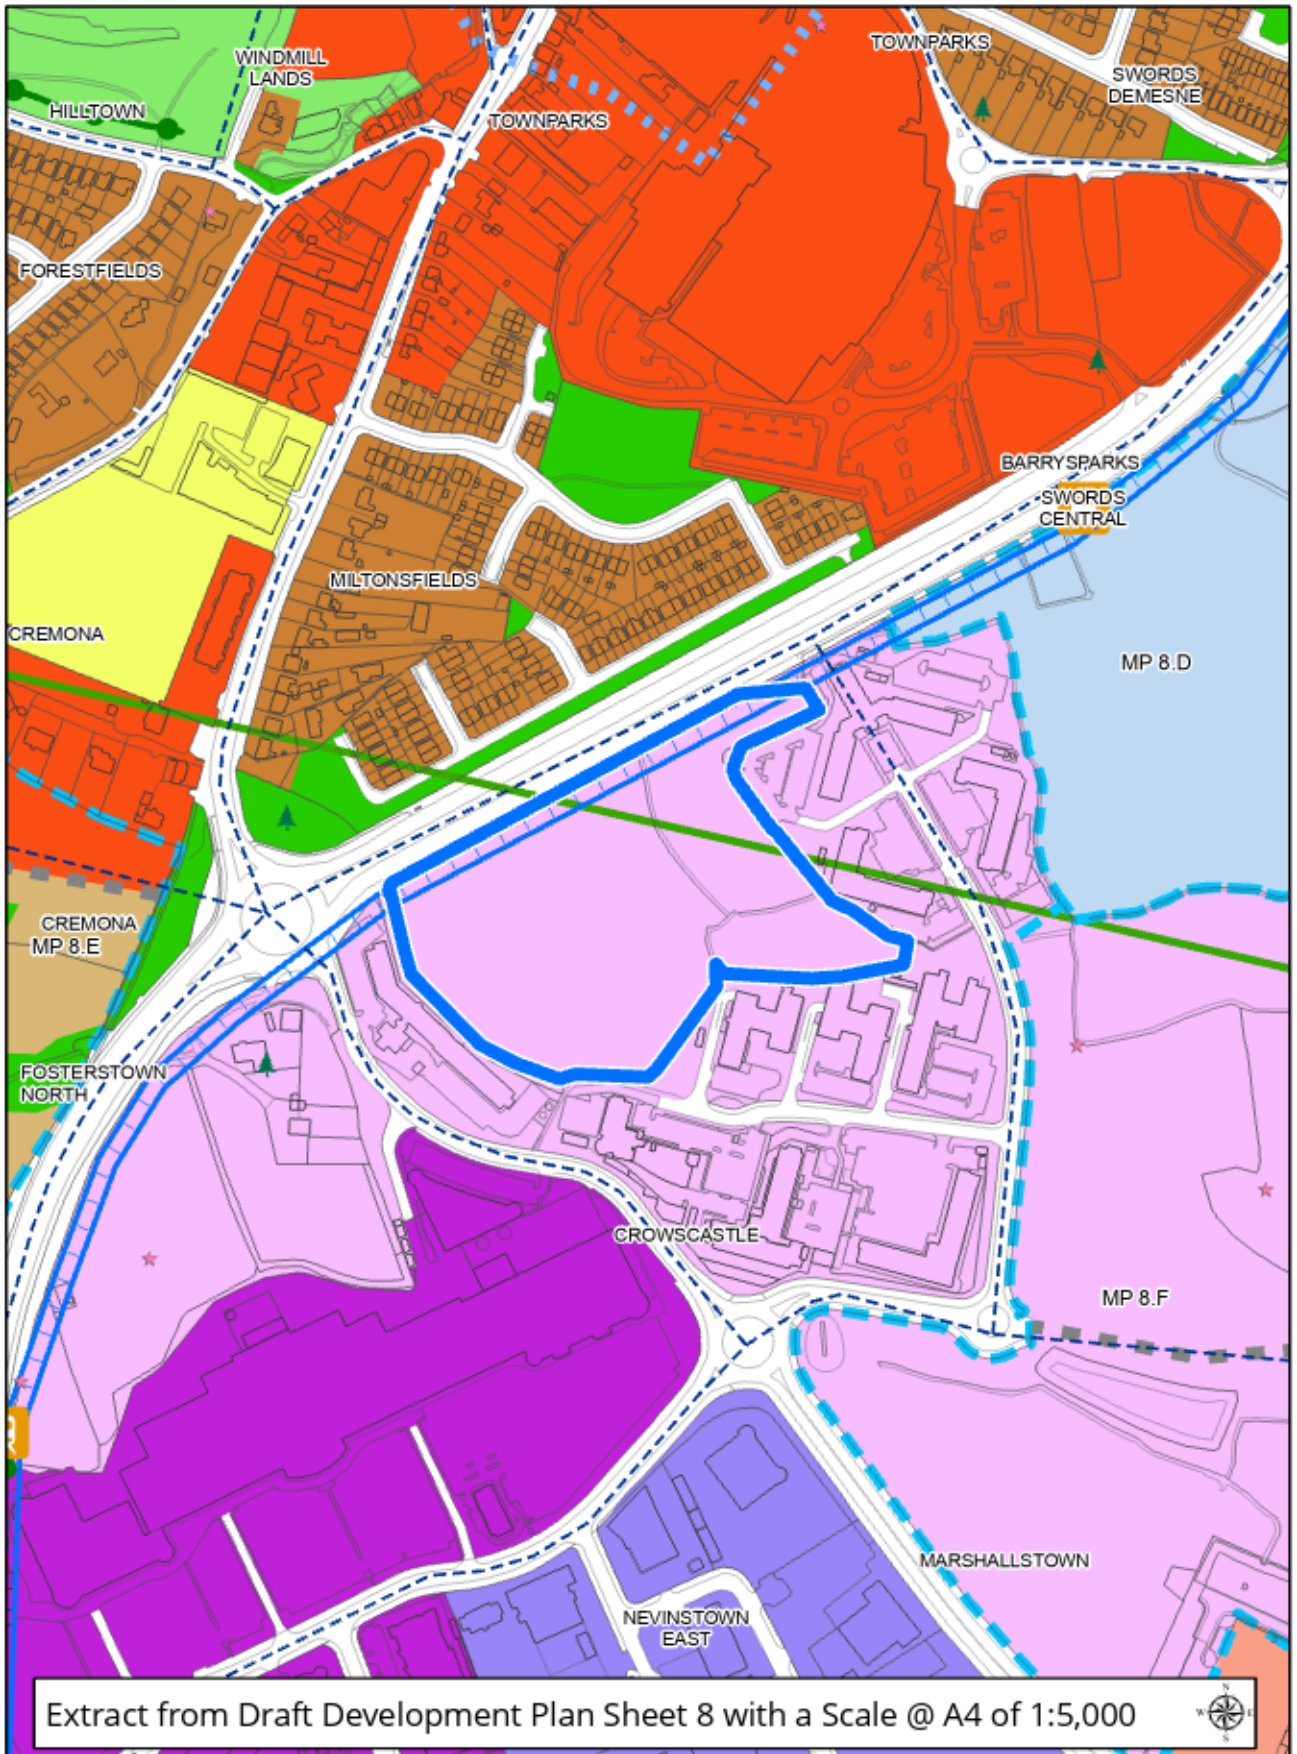 WINDMILL
LANDS
TOWNPARKS
SWORDS
DEMESNE
HILLTOWN
TOWNPARKS
FORESTFIELDS
BARRYSPARKS
SWORDS
CENTRAL
MILTONSFIELDS
CREMONA
MP 8.D
CREMONA
MP 8.E
FOSTERSTOWN
NORTH
CROWSCASTLE
MP 8.F
MARSHALLSTOWN
NEVINSTOWN
EAST
Extract from Draft Development Plan Sheet 8 with a Scale @ A4 of 1:5,000
N
W E
S